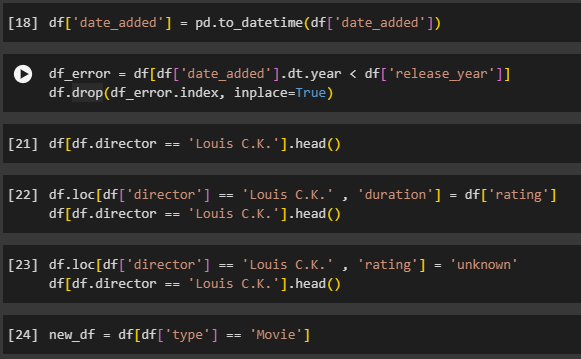 [18] df['date_added'] = pd.to_datetime(df['date_added'])
df_error = df[df['date_added'].dt.year < df['release_year']]
df.drop(df_error.index, inplace=True)
[21] df[df.director == 'Louis C.K.'].head()
[22] df.loc[df['director'] == 'Louis C.K.' , 'duration'] = df['rating']
df[df.director == 'Louis C.K.'].head()
[23] df.loc[df['director'] == 'Louis C.K.' , 'rating'] = 'unknown'
df[df.director == 'Louis C.K.'].head()
[24] new_df = df[df['type'] == 'Movie']